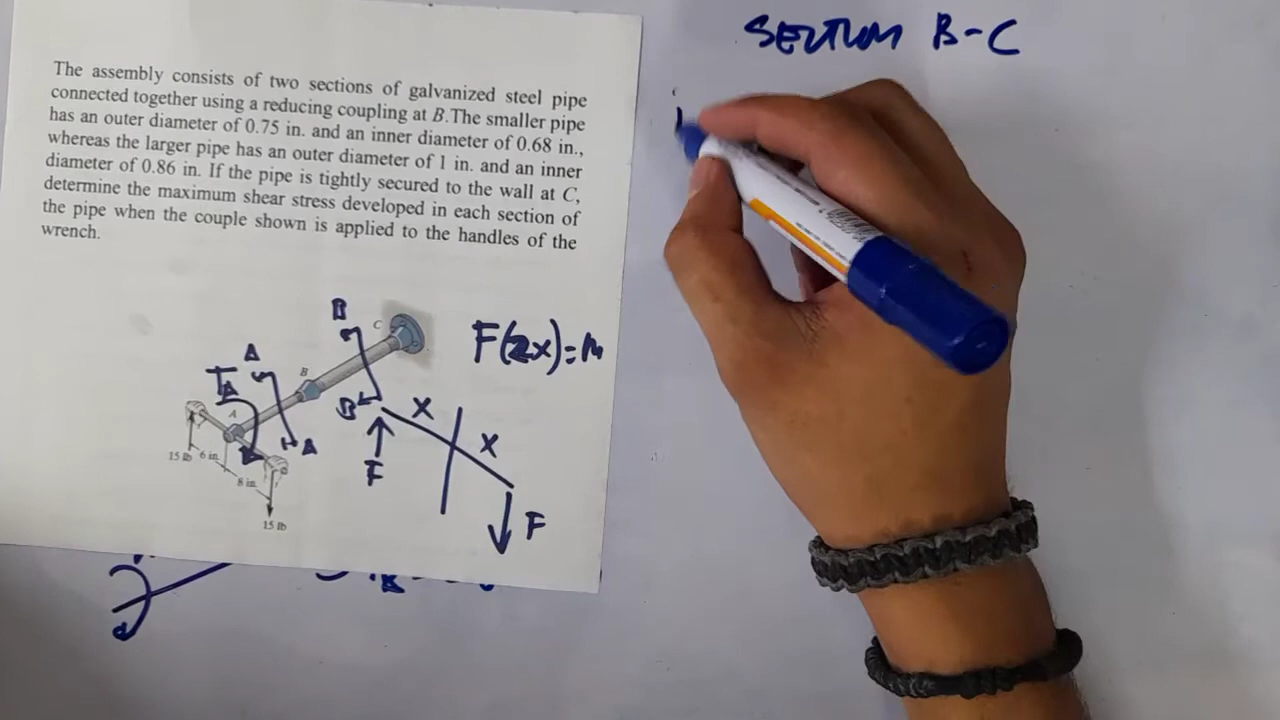 SECTION B-C
The assembly consists of two sections of galvanized steel pipe
connected together using a reducing coupling at B.The smaller pipe
has an outer diameter of 0.75 in. and an inner diameter of 0.68 in.,
whereas the larger pipe has an outer diameter of 1 in. and an inner
diameter of 0.86 in. If the pipe is tightly secured to the wall at C,
determine the maximum shear stress developed in each section of
the pipe when the couple shown is applied to the handles of the
wrench.
B
C
F(2x)=m
A
B
TA
B
X
A
A
X
15 lb
6 in.
F
8 in.
15 lb
F